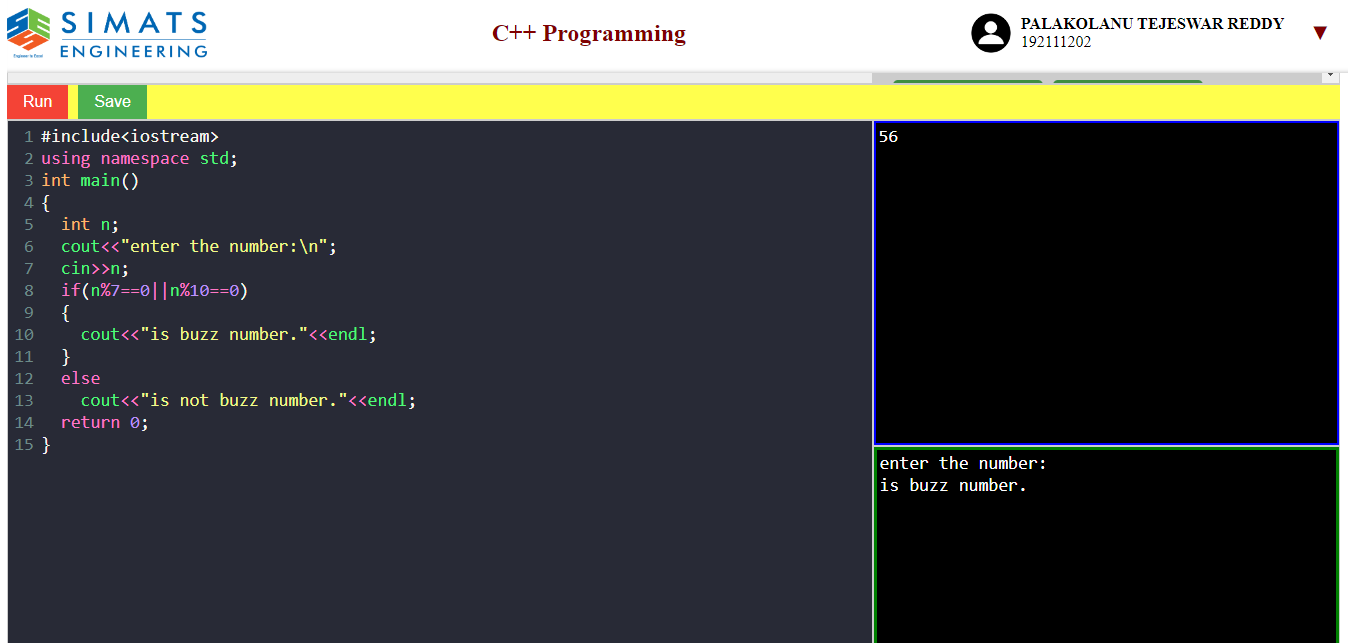 SIMATS
ENGINEERING
Engineer to Excel
C++ Programming
PALAKOLANU TEJESWAR REDDY
192111202
▼
Run
Save
1 #include<iostream>
2 using namespace std;
3 int main()
4 {
5   int n;
6   cout<<"enter the number:\n";
7   cin>>n;
8   if(n%7==0||n%10==0)
9   {
10     cout<<"is buzz number."<<endl;
11   }
12   else
13     cout<<"is not buzz number."<<endl;
14   return 0;
15 }
56
enter the number:
is buzz number.